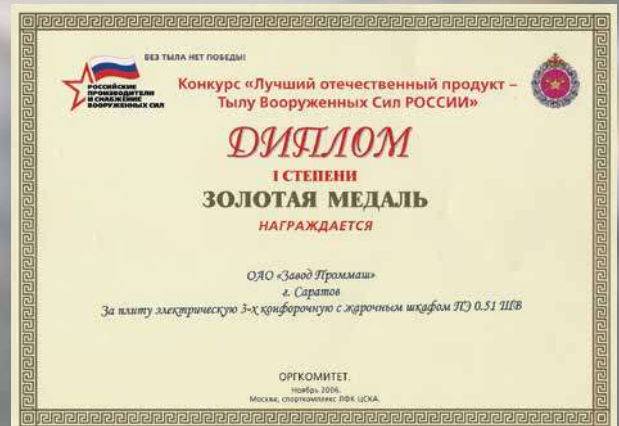 БЕЗ ТЫЛА НЕТ ПОБЕДЫ!
РОССИЙСКИЕ
ПРОИЗВОДИТЕЛИ
И СНАБЖЕНИЕ
ВООРУЖЕННЫХ СИЛ
Конкурс «Лучший отечественный продукт –
Тылу Вооруженных Сил РОССИИ»
ДИПЛОМ
I СТЕПЕНИ
ЗОЛОТАЯ МЕДАЛЬ
НАГРАЖДАЕТСЯ
ОАО «Завод Проммаш»
г. Саратов
За плиту электрическую 3-х конфорочную с жарочным шкафом ПЭ 0.51 ШВ
ОРГКОМИТЕТ.
Ноябрь 2006.
Москва, спорткомплекс ЛФК ЦСКА.